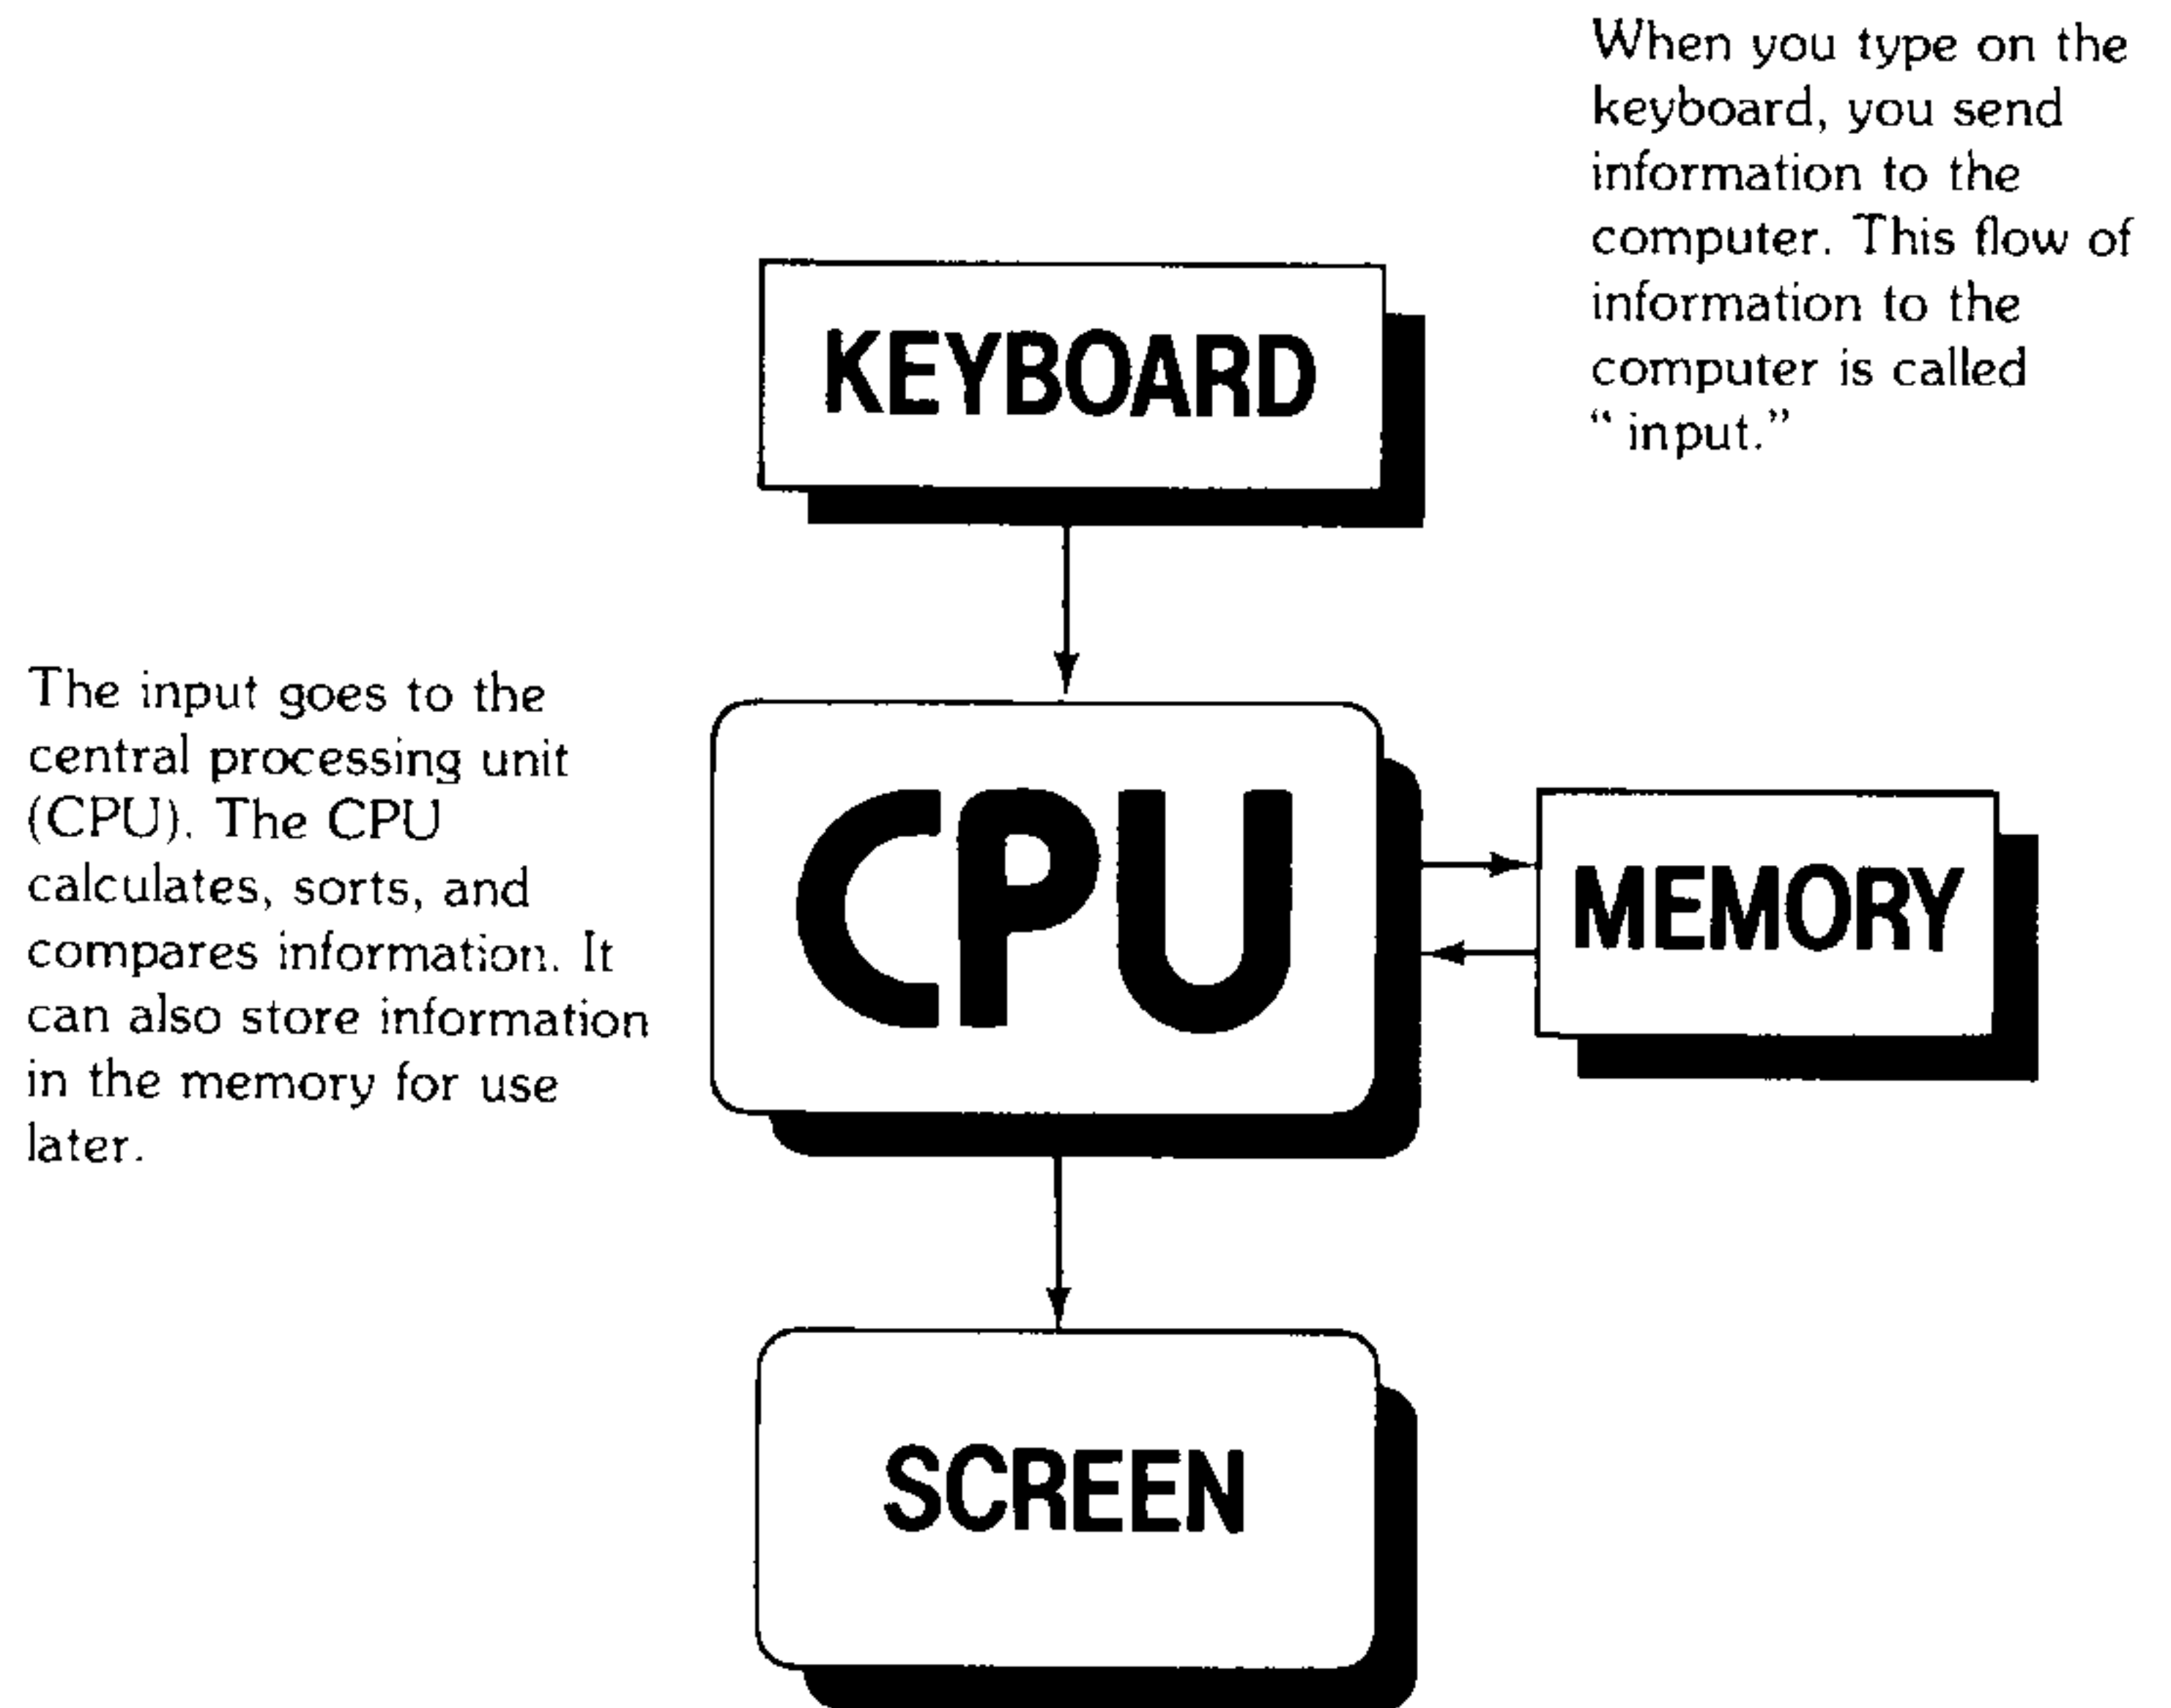 When you type on the
keyboard, you send
information to the
computer. This flow of
information to the
computer is called
“ input.”
KEYBOARD
The input goes to the
central processing unit
(CPU). The CPU
calculates, sorts, and
compares information. It
can also store information
in the memory for use
later.
CPU
MEMORY
SCREEN